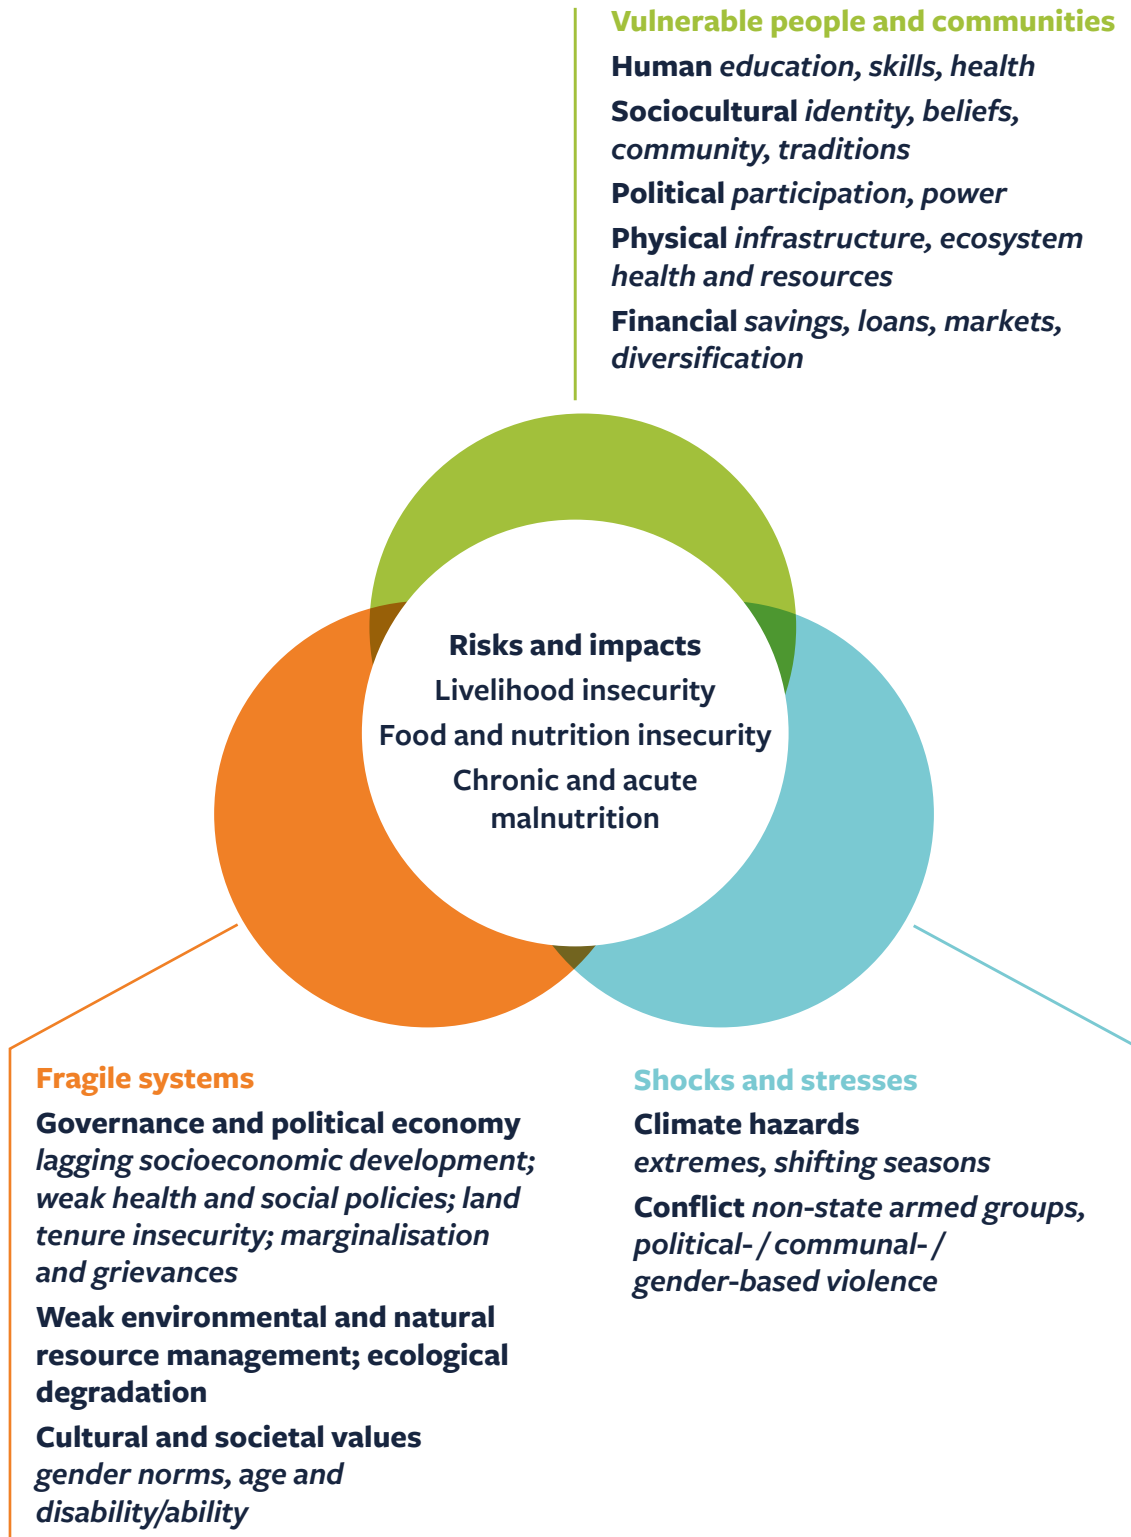 Vulnerable people and communities
Human education, skills, health
Sociocultural identity, beliefs,
community, traditions
Political participation, power
Physical infrastructure, ecosystem
health and resources
Financial savings, loans, markets,
diversification
Risks and impacts
Livelihood insecurity
Food and nutrition insecurity
Chronic and acute
malnutrition
Fragile systems
Governance and political economy
lagging socioeconomic development;
weak health and social policies; land
tenure insecurity; marginalisation
and grievances
Weak environmental and natural
resource management; ecological
degradation
Cultural and societal values
gender norms, age and
disability/ability
Shocks and stresses
Climate hazards
extremes, shifting seasons
Conflict non-state armed groups,
political- / communal- /
gender-based violence